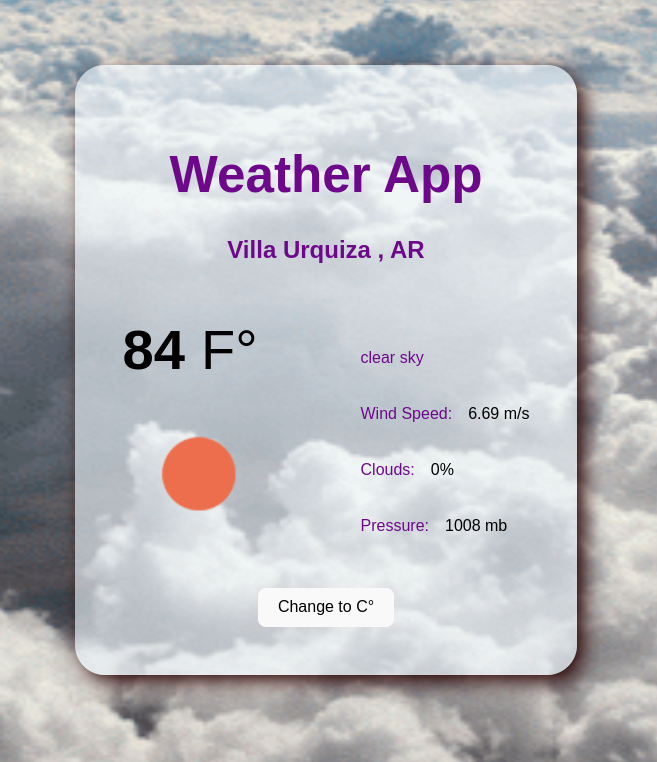 Weather App
Villa Urquiza , AR
84 F°
clear sky
Wind Speed: 6.69 m/s
Clouds: 0%
Pressure: 1008 mb
Change to C°